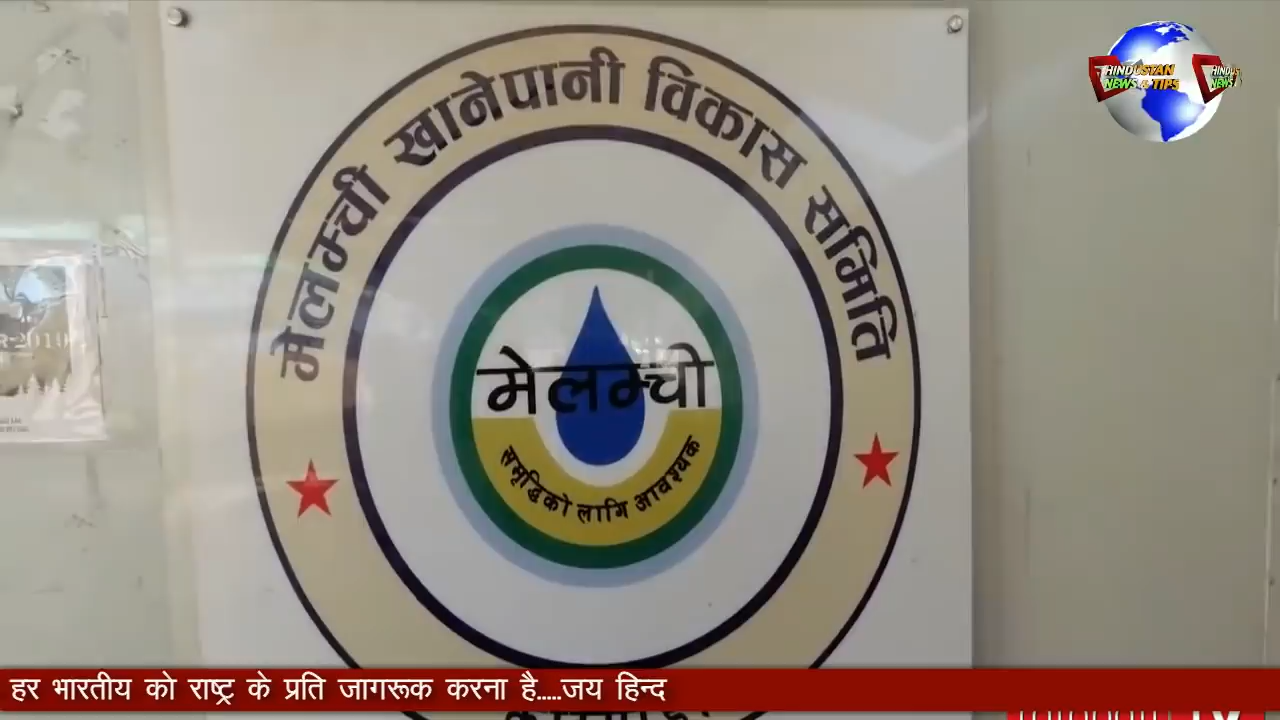 HINDUSTAN
NEWS & TIPS
मेलम्ची खानेपानी विकास समिति
मेलम्ची
समृद्धिको लागि आवश्यक
हर भारतीय को राष्ट्र के प्रति जागरूक करना है.....जय हिन्द